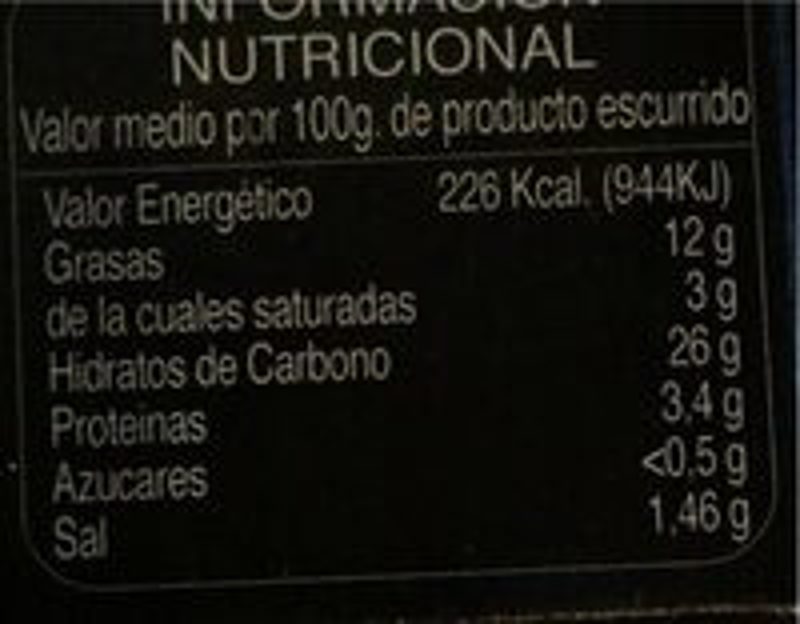 INFORMACIÓN
NUTRICIONAL
Valor medio por 100g. de producto escurrido
Valor Energético 226 Kcal. (944KJ)
Grasas 12 g
de la cuales saturadas 3 g
Hidratos de Carbono 26 g
Proteinas 3,4 g
Azucares <0.5 g
Sal 1,46 g